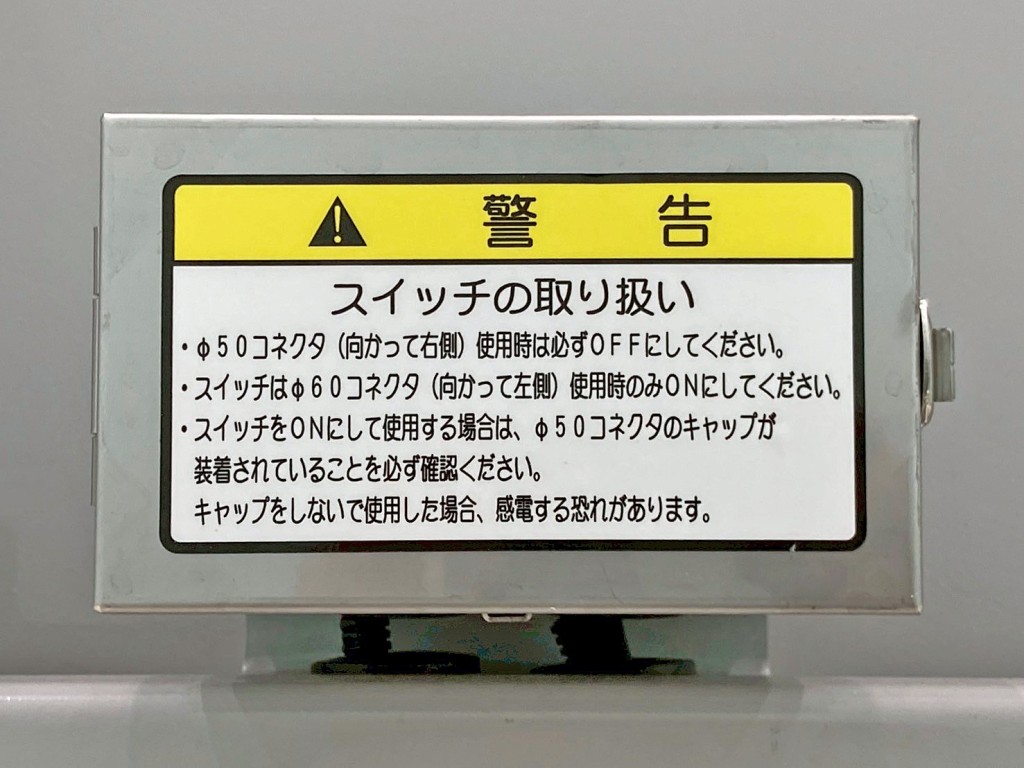 警告
スイッチの取り扱い
・φ50コネクタ（向かって右側）使用時は必ずOFFにしてください。
・スイッチはφ60コネクタ（向かって左側）使用時のみONにしてください。
・スイッチをONにして使用する場合は、φ50コネクタのキャップが
装着されていることを必ず確認ください。
キャップをしないで使用した場合、感電する恐れがあります。